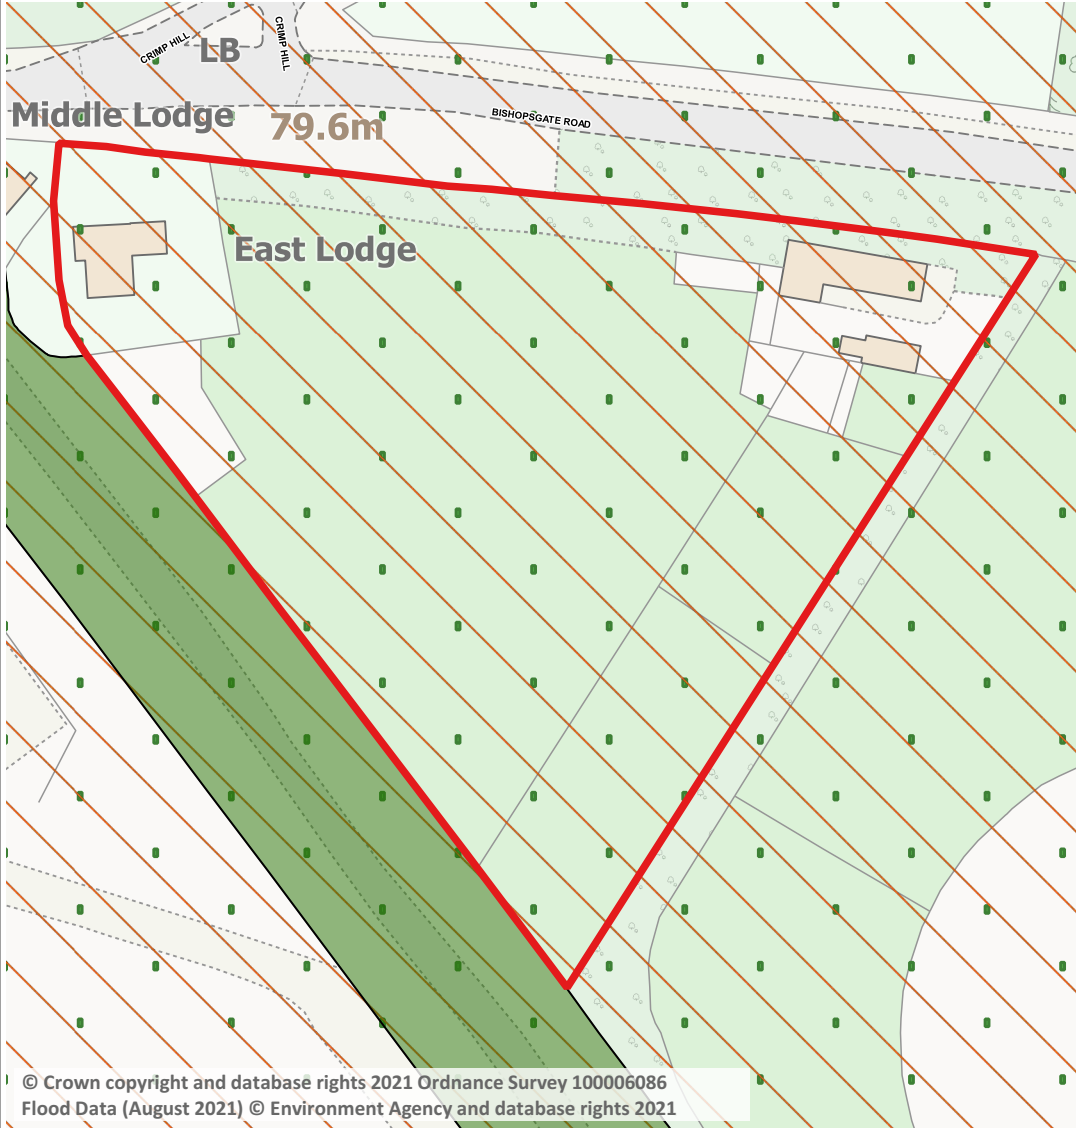 CRIMP HILL
CRIMP HILL
LB
Middle Lodge
79.6m
BISHOPSGATE ROAD
East Lodge
© Crown copyright and database rights 2021 Ordnance Survey 100006086
Flood Data (August 2021) © Environment Agency and database rights 2021